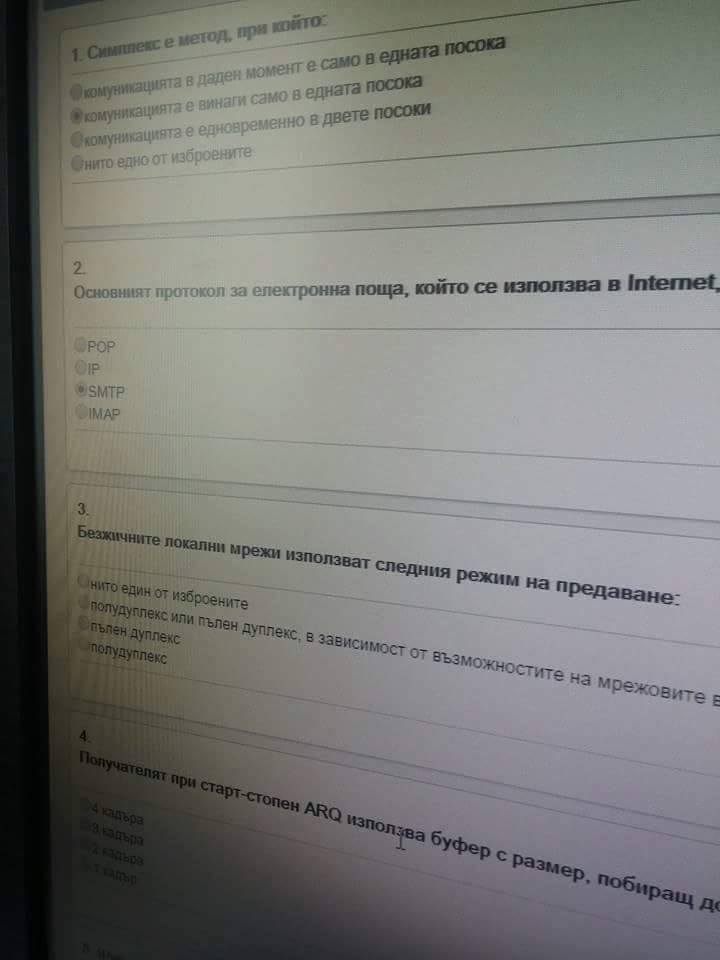 1. Симплекс е метод, при който:
комуникацията в даден момент е само в едната посока
комуникацията е винаги само в едната посока
комуникацията е едновременно в двете посоки
нито едно от изброените
2.
Основният протокол за електронна поща, който се използва в Internet,
POP
IP
SMTP
IMAP
3.
Безжичните локални мрежи използват следния режим на предаване:
нито един от изброените
полудуплекс или пълен дуплекс, в зависимост от възможностите на мрежовите в
пълен дуплекс
полудуплекс
4.
Получателят при старт-стопен ARQ използва буфер с размер, побиращ до
4 кадъра
3 кадъра
2 кадъра
1 кадър